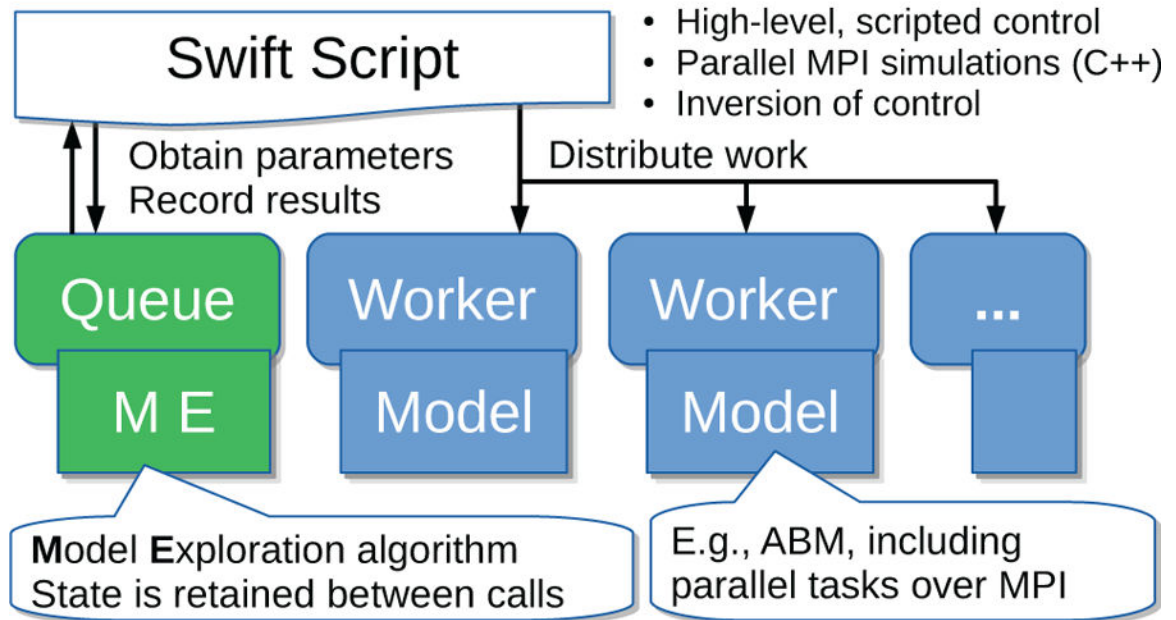 Swift Script
• High-level, scripted control
• Parallel MPI simulations (C++)
• Inversion of control
Obtain parameters
Record results
Distribute work
Queue
Worker
Worker
...
M E
Model
Model
Model Exploration algorithm
State is retained between calls
E.g., ABM, including
parallel tasks over MPI